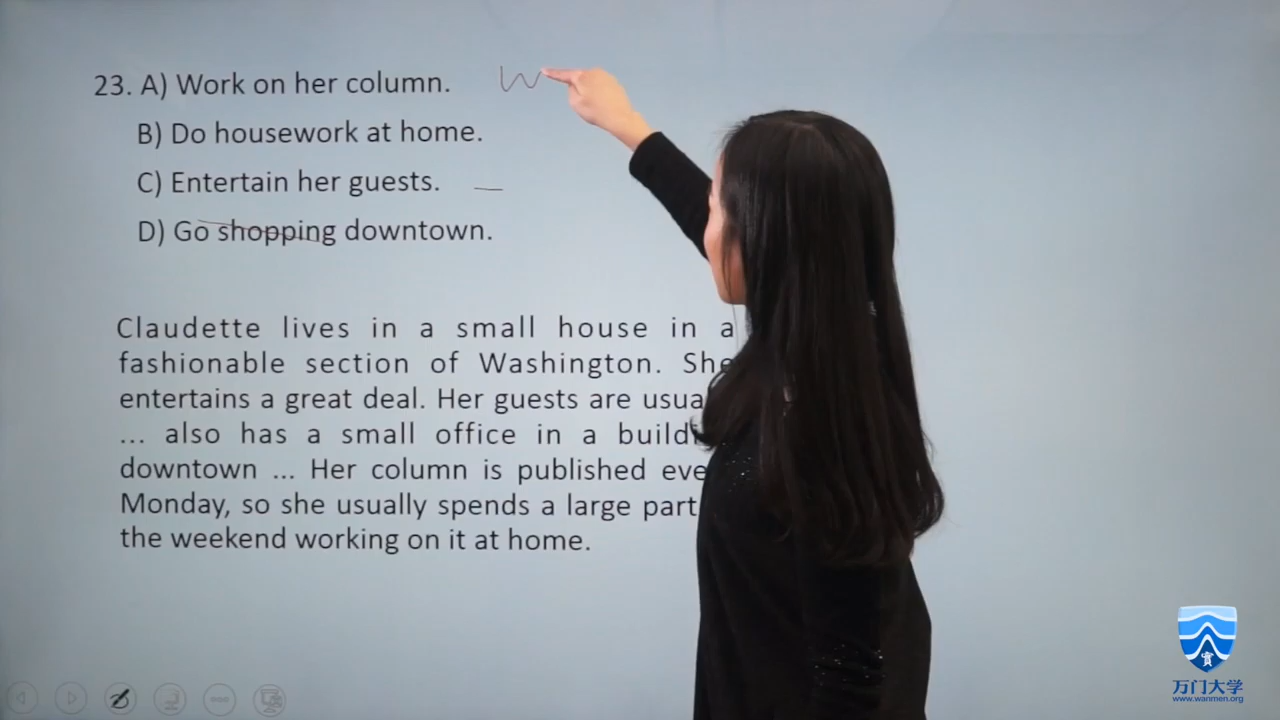 23. A) Work on her column.
W
B) Do housework at home.
C) Entertain her guests.
D) Go shopping downtown.
Claudette lives in a small house in a
fashionable section of Washington. She
entertains a great deal. Her guests are
... also has a small office in a
downtown ... Her column is published
Monday, so she usually spends a large part
the weekend working on it at home.
万门大学
www.wanmen.org